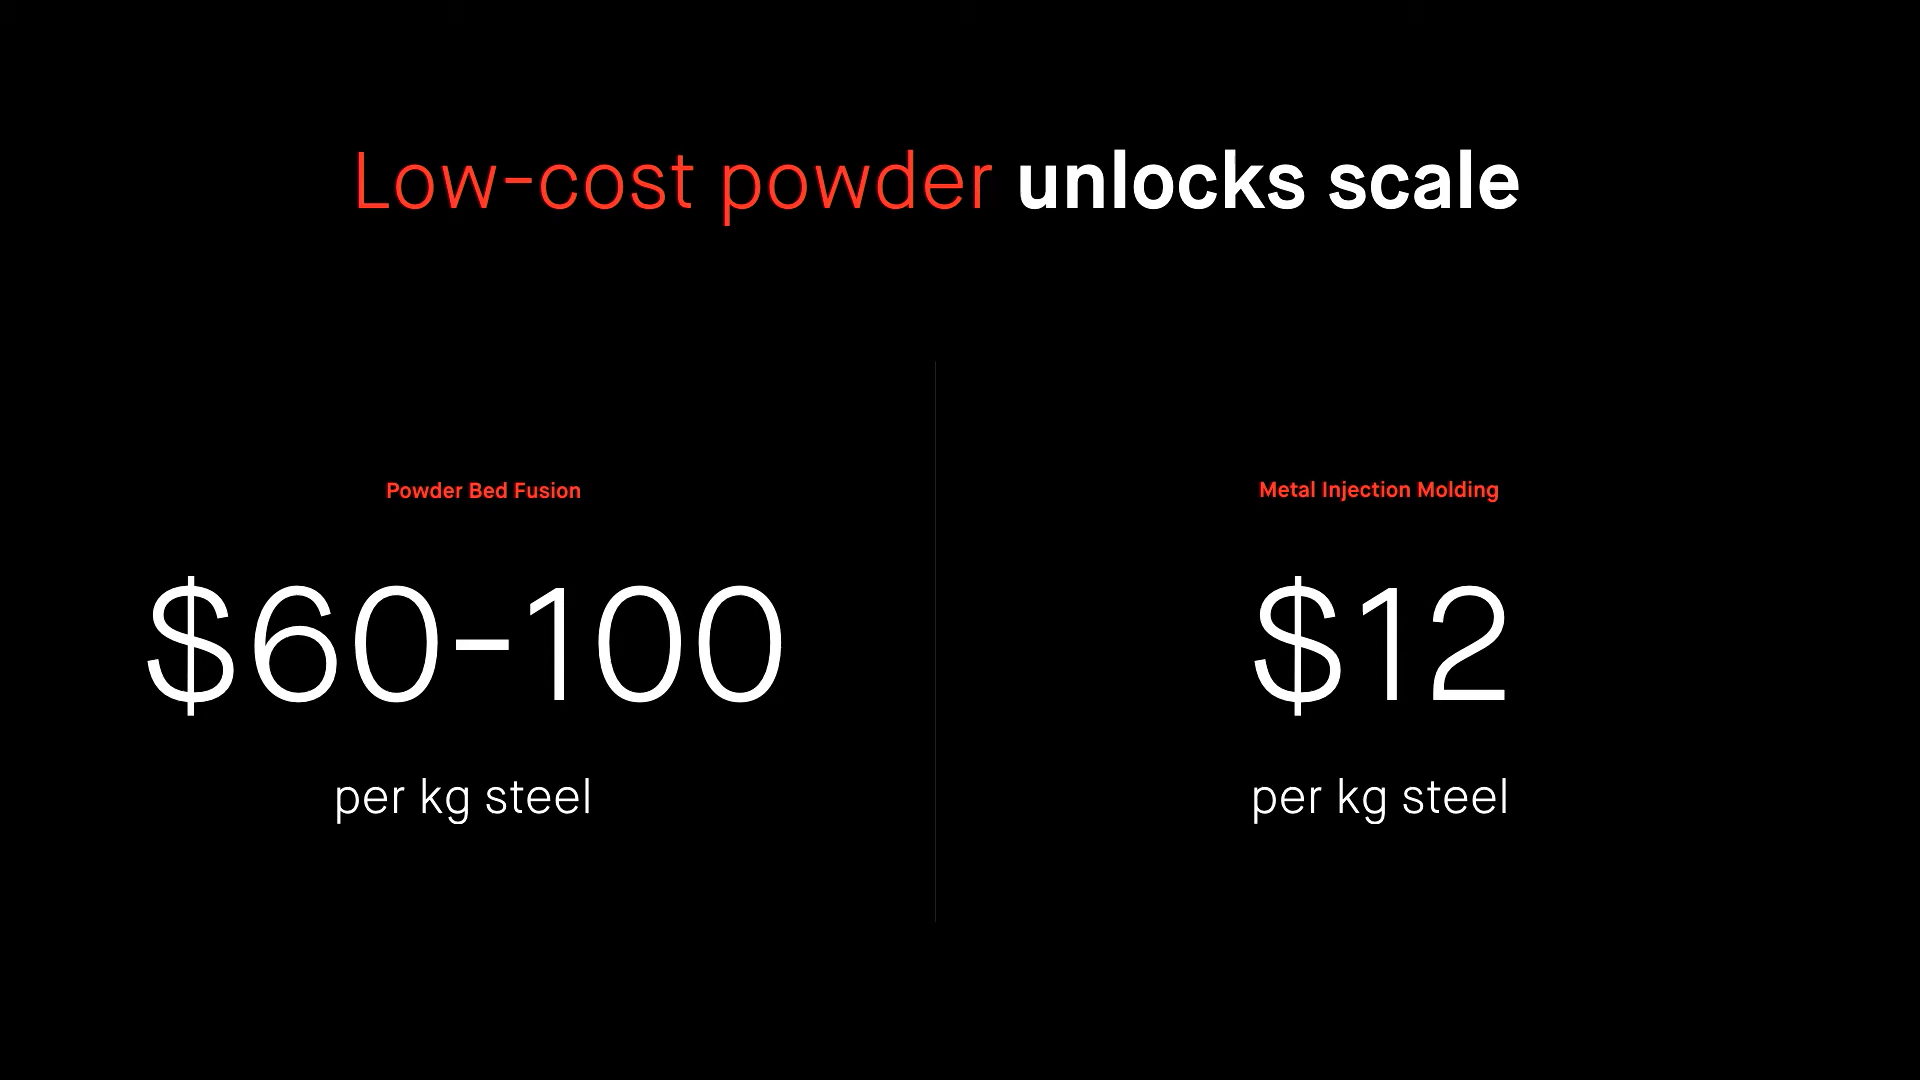 Low-cost powder unlocks scale
Powder Bed Fusion
$60-100
per kg steel
Metal Injection Molding
$12
per kg steel